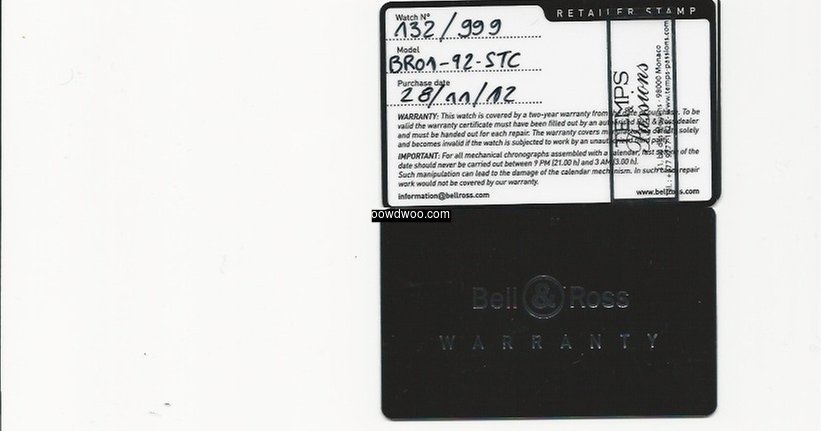 RETAILER STAMP
Watch N°
132/999
Model
BR01-92-STC
Purchase date
28/11/12
WARRANTY: This watch is covered by a two-year warranty from date purchase. To be
valid the warranty certificate must have been filled out by an & dealer
and must be handed out for each repair. The warranty covers solely
and becomes invalid if the watch is subjected to work by an
IMPORTANT: For all mechanical chronographs assembled with a calendar, of the
date should never be carried out between 9 PM (21.00 h) and 3 AM (3.00 h).
Such manipulation can lead to the damage of the calendar mechanism. In such repair
work would not be covered by our warranty.
information@bellross.com
www.bellross.com
TEMPS
Passions
98000 Monaco
www.temps-passions.com
powdwoo.com
Bell & Ross
WARRANTY